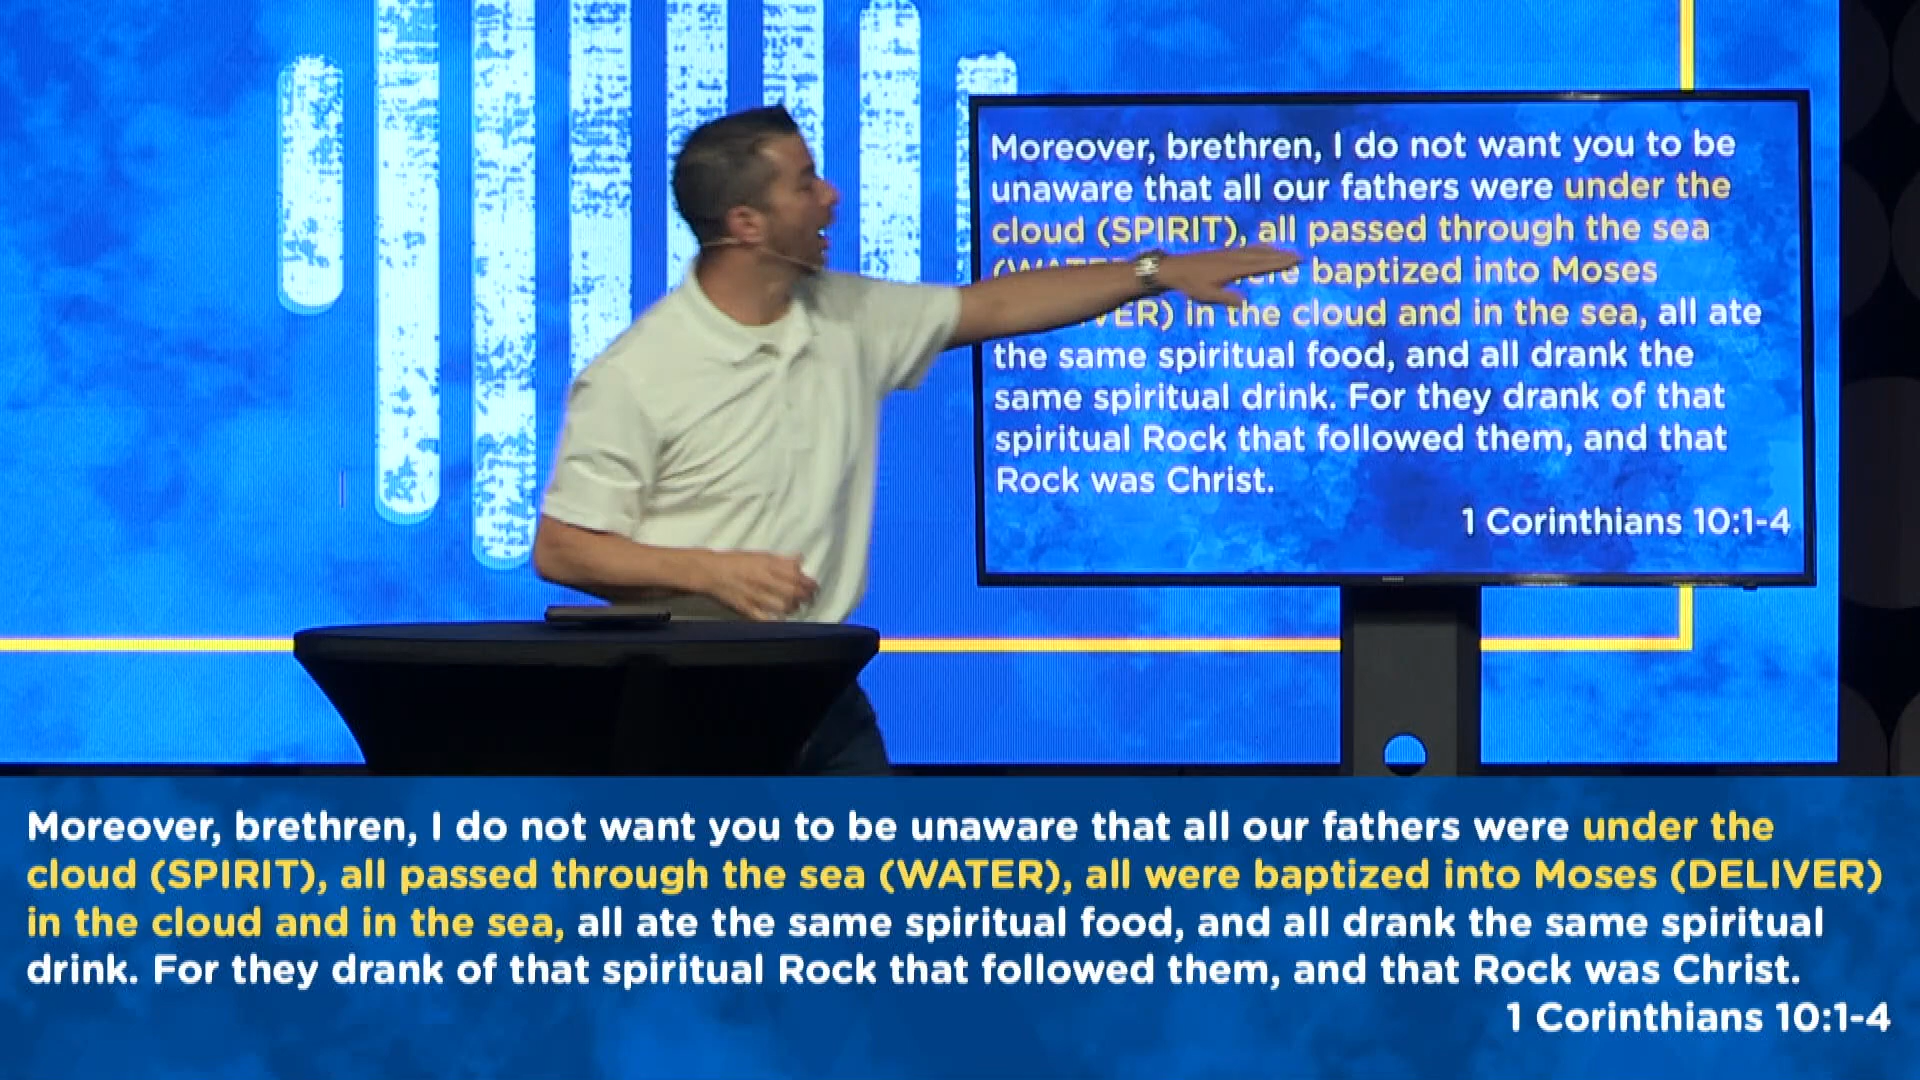 Moreover, brethren, I do not want you to be
unaware that all our fathers were under the
cloud (SPIRIT), all passed through the sea
baptized into Moses
in the cloud and in the sea, all ate
the same spiritual food, and all drank the
same spiritual drink. For they drank of that
spiritual Rock that followed them, and that
Rock was Christ.
1 Corinthians 10:1-4
Moreover, brethren, I do not want you to be unaware that all our fathers were under the
cloud (SPIRIT), all passed through the sea (WATER), all were baptized into Moses (DELIVER)
in the cloud and in the sea, all ate the same spiritual food, and all drank the same spiritual
drink. For they drank of that spiritual Rock that followed them, and that Rock was Christ.
1 Corinthians 10:1-4